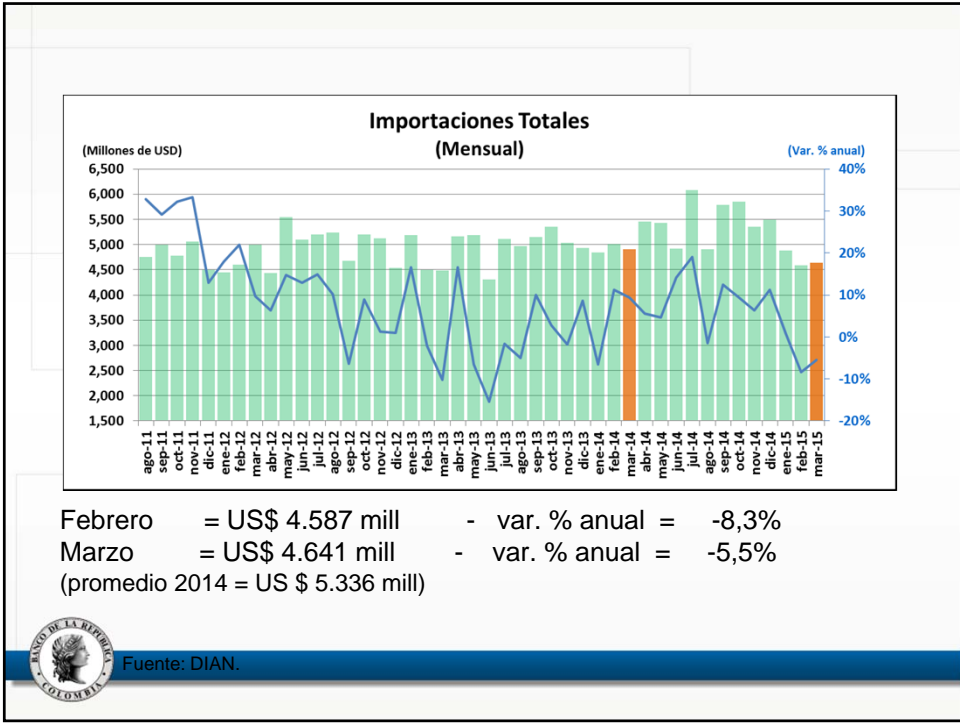 Importaciones Totales
(Mensual)
(Millones de USD)
(Var. % anual)
6,500
6,000
5,500
5,000
4,500
4,000
3,500
3,000
2,500
2,000
1,500
40%
30%
20%
10%
0%
-10%
-20%
ago-11
sep-11
oct-11
nov-11
dic-11
ene-12
feb-12
mar-12
abr-12
may-12
jun-12
jul-12
ago-12
sep-12
oct-12
nov-12
dic-12
ene-13
feb-13
mar-13
abr-13
may-13
jun-13
jul-13
ago-13
sep-13
oct-13
nov-13
dic-13
ene-14
feb-14
mar-14
abr-14
may-14
jun-14
jul-14
ago-14
sep-14
oct-14
nov-14
dic-14
ene-15
feb-15
mar-15
Febrero = US$ 4.587 mill - var. % anual = -8,3%
Marzo = US$ 4.641 mill - var. % anual = -5,5%
(promedio 2014 = US $ 5.336 mill)
BANCO DE LA REPUBLICA
COLOMBIA
Fuente: DIAN.